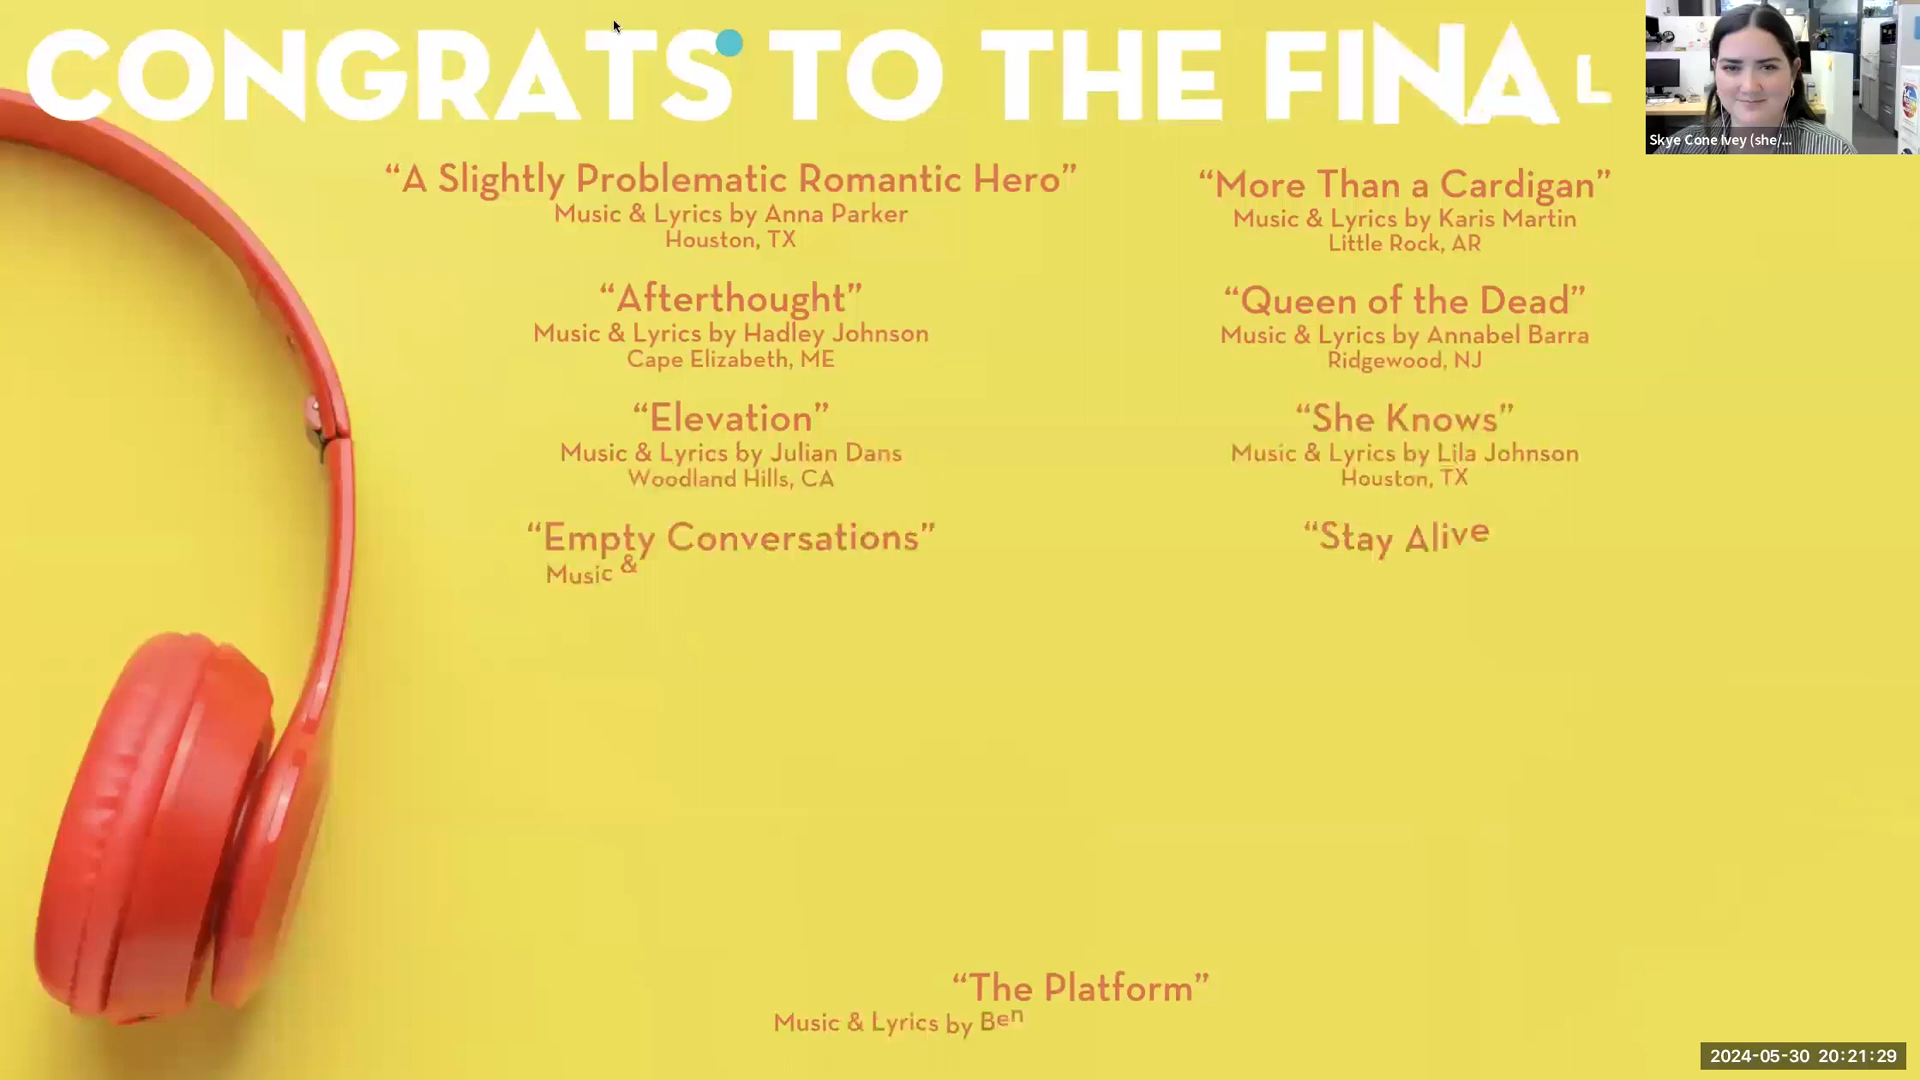 CONGRATS TO THE FINAL
“A Slightly Problematic Romantic Hero”
Music & Lyrics by Anna Parker
Houston, TX
“Afterthought”
Music & Lyrics by Hadley Johnson
Cape Elizabeth, ME
“Elevation”
Music & Lyrics by Julian Dans
Woodland Hills, CA
“Empty Conversations”
Music &
“More Than a Cardigan”
Music & Lyrics by Karis Martin
Little Rock, AR
“Queen of the Dead”
Music & Lyrics by Annabel Barra
Ridgewood, NJ
“She Knows”
Music & Lyrics by Lila Johnson
Houston, TX
“Stay Alive
“The Platform”
Music & Lyrics by Ben
Skye Cone Ivey (she/...
2024-05-30 20:21:29